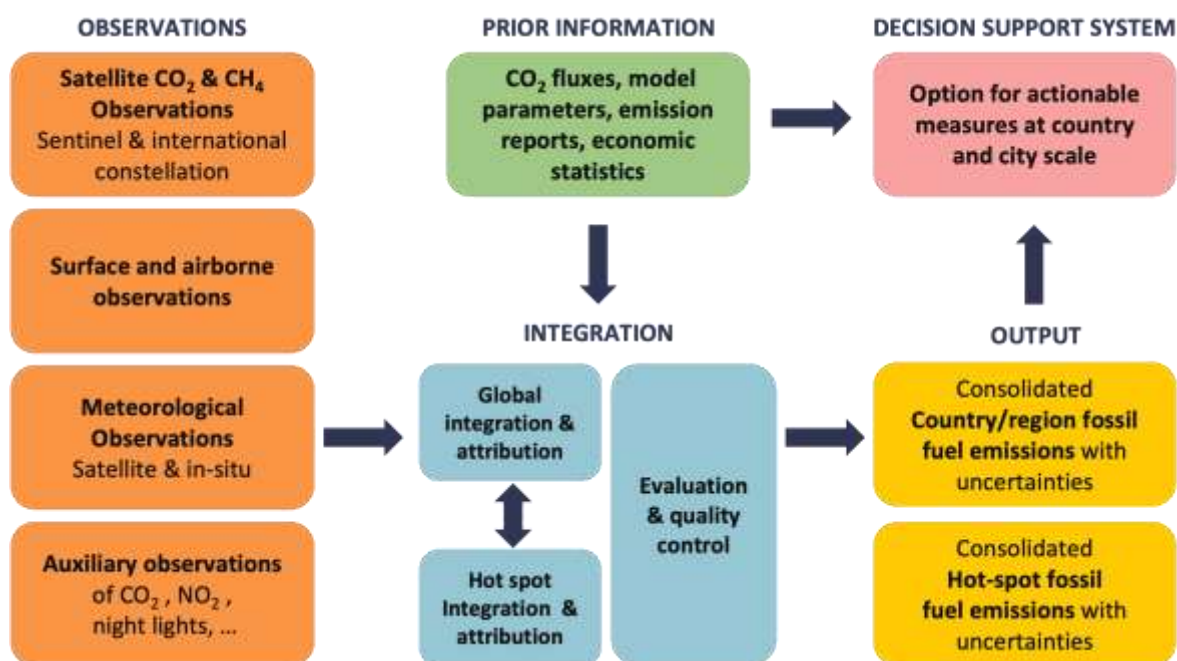 OBSERVATIONS
Satellite CO₂ & CH₄
Observations
Sentinel & international
constellation
Surface and airborne
observations
Meteorological
Observations
Satellite & in-situ
Auxiliary observations
of CO₂ , NO₂ ,
night lights, ...
PRIOR INFORMATION
CO₂ fluxes, model
parameters, emission
reports, economic
statistics
INTEGRATION
Global
integration &
attribution
Hot spot
Integration &
attribution
Evaluation
& quality
control
DECISION SUPPORT SYSTEM
Option for actionable
measures at country
and city scale
OUTPUT
Consolidated
Country/region fossil
fuel emissions with
uncertainties
Consolidated
Hot-spot fossil
fuel emissions with
uncertainties